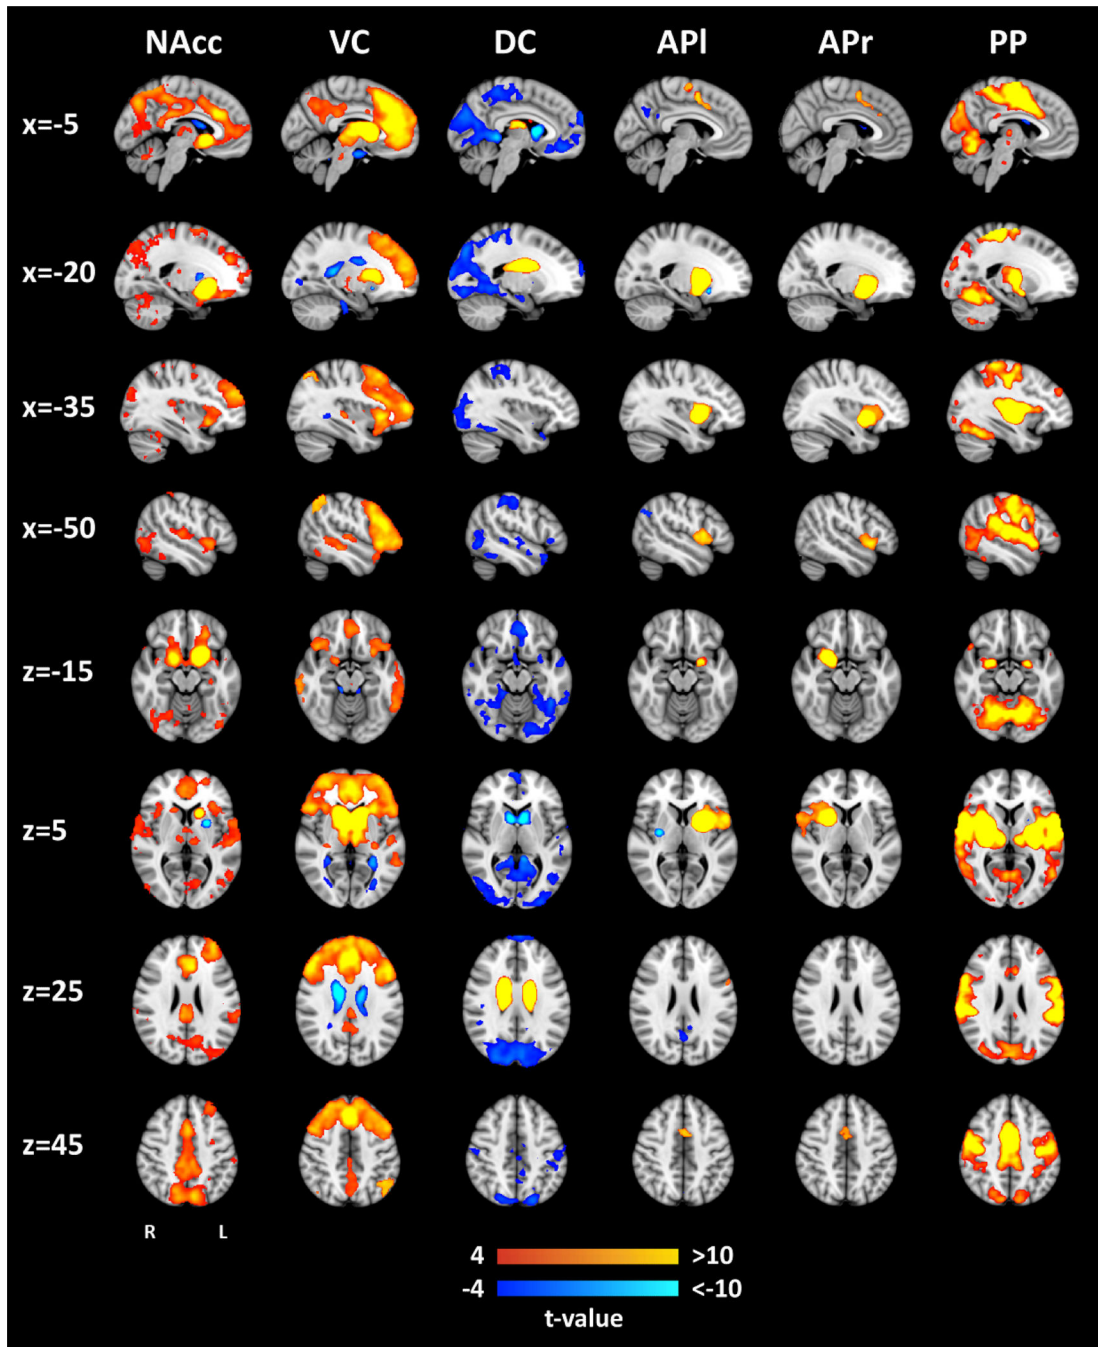 NAcc VC DC APl APr PP
x=-5
x=-20
x=-35
x=-50
z=-15
z=5
z=25
z=45
R L
4 >10
-4 <-10
t-value